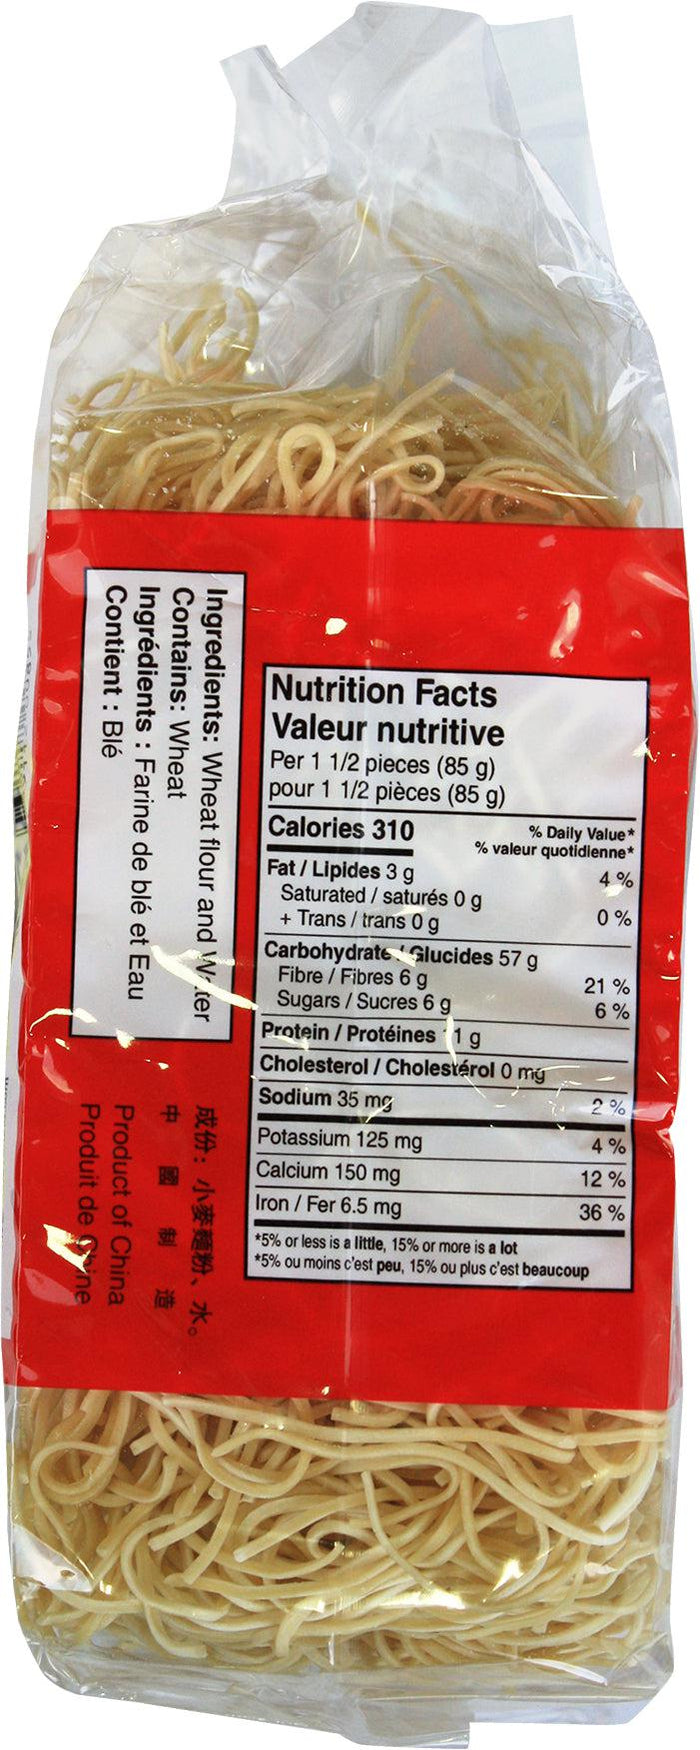 Nutrition Facts
Valeur nutritive
Per 1 1/2 pieces (85 g)
pour 1 1/2 pièces (85 g)
Calories 310
% Daily Value*
% valeur quotidienne*
Fat / Lipides 3 g 4 %
Saturated / saturés 0 g
+ Trans / trans 0 g 0 %
Carbohydrate / Glucides 57 g
Fibre / Fibres 6 g 21 %
Sugars / Sucres 6 g 6 %
Protein / Protéines 11 g
Cholesterol / Cholestérol 0 mg
Sodium 35 mg 2 %
Potassium 125 mg 4 %
Calcium 150 mg 12 %
Iron / Fer 6.5 mg 36 %
*5% or less is a little, 15% or more is a lot
*5% ou moins c'est peu, 15% ou plus c'est beaucoup
Ingredients: Wheat flour and Water
Contains: Wheat
Ingrédients : Farine de blé et Eau
Contient : Blé
成份：小麥麵粉、水。
中國制造
Product of China
Produit de Chine